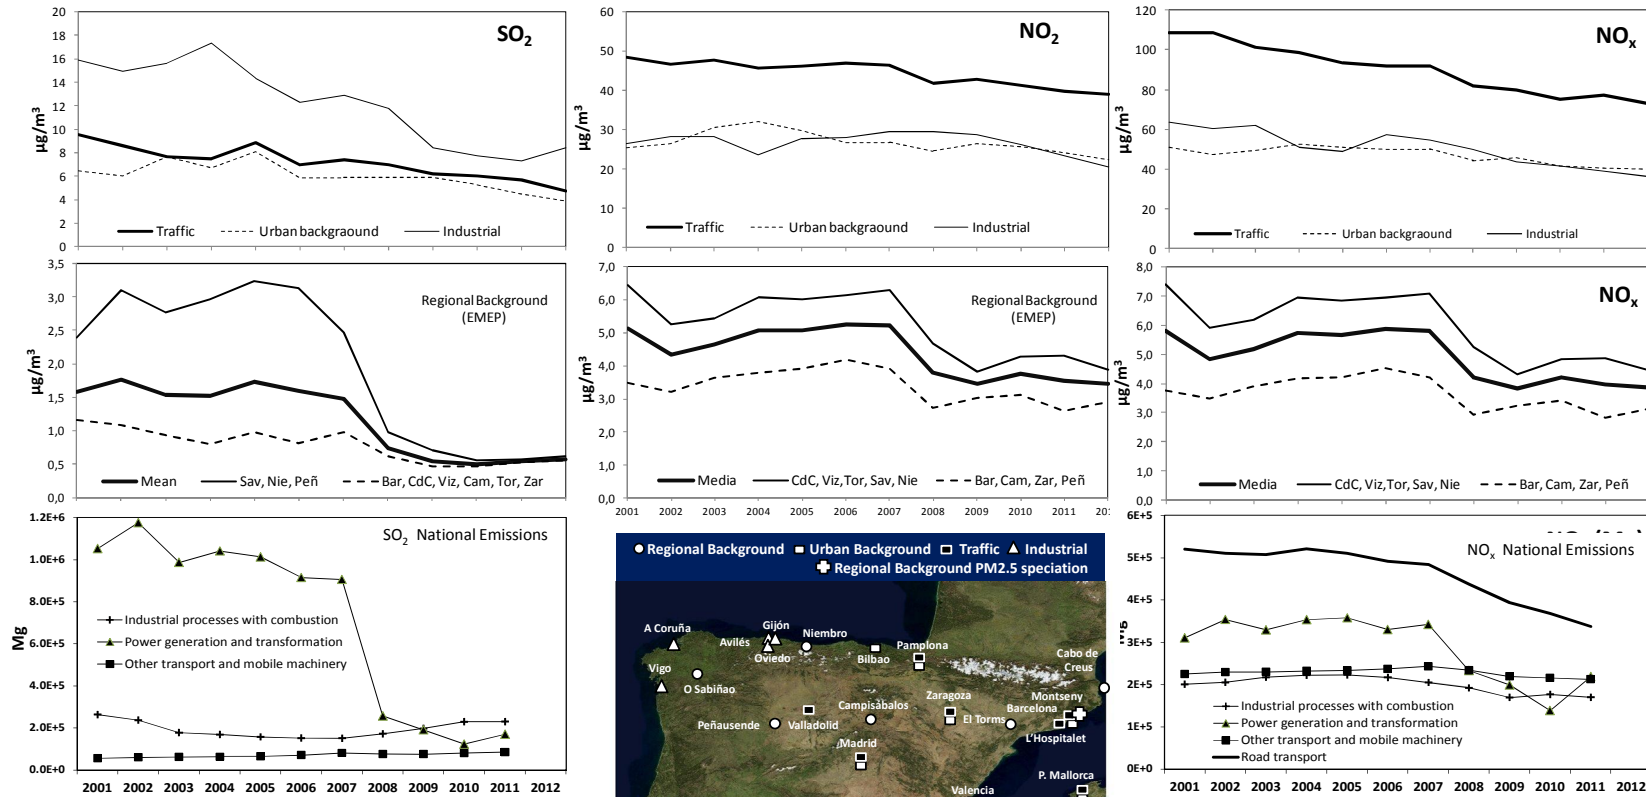 SO2
µg/m³
20
18
16
14
12
10
8
6
4
2
0
Traffic
Urban backgraound
Industrial
NO2
µg/m³
60
50
40
30
20
10
0
Traffic
Urban backgraound
Industrial
NOx
µg/m³
120
100
80
60
40
20
0
Traffic
Urban backgraound
Industrial
Regional Background
(EMEP)
µg/m³
3,5
3,0
2,5
2,0
1,5
1,0
0,5
0,0
Mean
Sav, Nie, Peñ
Bar, CdC, Viz, Cam, Tor, Zar
Regional Background
(EMEP)
µg/m³
7,0
6,0
5,0
4,0
3,0
2,0
1,0
0,0
Media
CdC, Viz,Tor, Sav, Nie
Bar, Cam, Zar, Peñ
2001 2002 2003 2004 2005 2006 2007 2008 2009 2010 2011
NOx
µg/m³
8,0
7,0
6,0
5,0
4,0
3,0
2,0
1,0
0,0
Media
CdC, Viz,Tor, Sav, Nie
Bar, Cam, Zar, Peñ
SO2 National Emissions
Mg
1.2E+6
1.0E+6
8.0E+5
6.0E+5
4.0E+5
2.0E+5
0.0E+0
Industrial processes with combustion
Power generation and transformation
Other transport and mobile machinery
2001 2002 2003 2004 2005 2006 2007 2008 2009 2010 2011 2012
Regional Background
Urban Background
Traffic
Industrial
Regional Background PM2.5 speciation
A Coruña
Avilés
Gijón
Niembro
Oviedo
Bilbao
Pamplona
Cabo de
Creus
Vigo
O Sabiñao
Zaragoza
Montseny
Barcelona
Campisábalos
El Torms
Peñausende
Valladolid
L'Hospitalet
Madrid
P. Mallorca
Valencia
NOx National Emissions
6E+5
5E+5
4E+5
3E+5
2E+5
1E+5
0E+0
Industrial processes with combustion
Power generation and transformation
Other transport and mobile machinery
Road transport
2001 2002 2003 2004 2005 2006 2007 2008 2009 2010 2011 2012